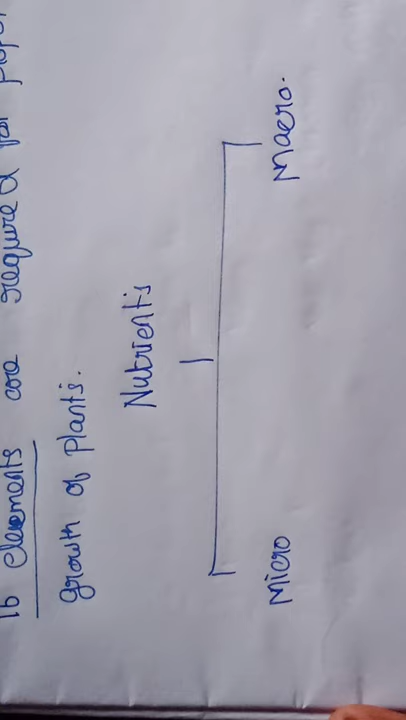 16 elements are required for proper
growth of plants.
Nutrients
Micro Macro.